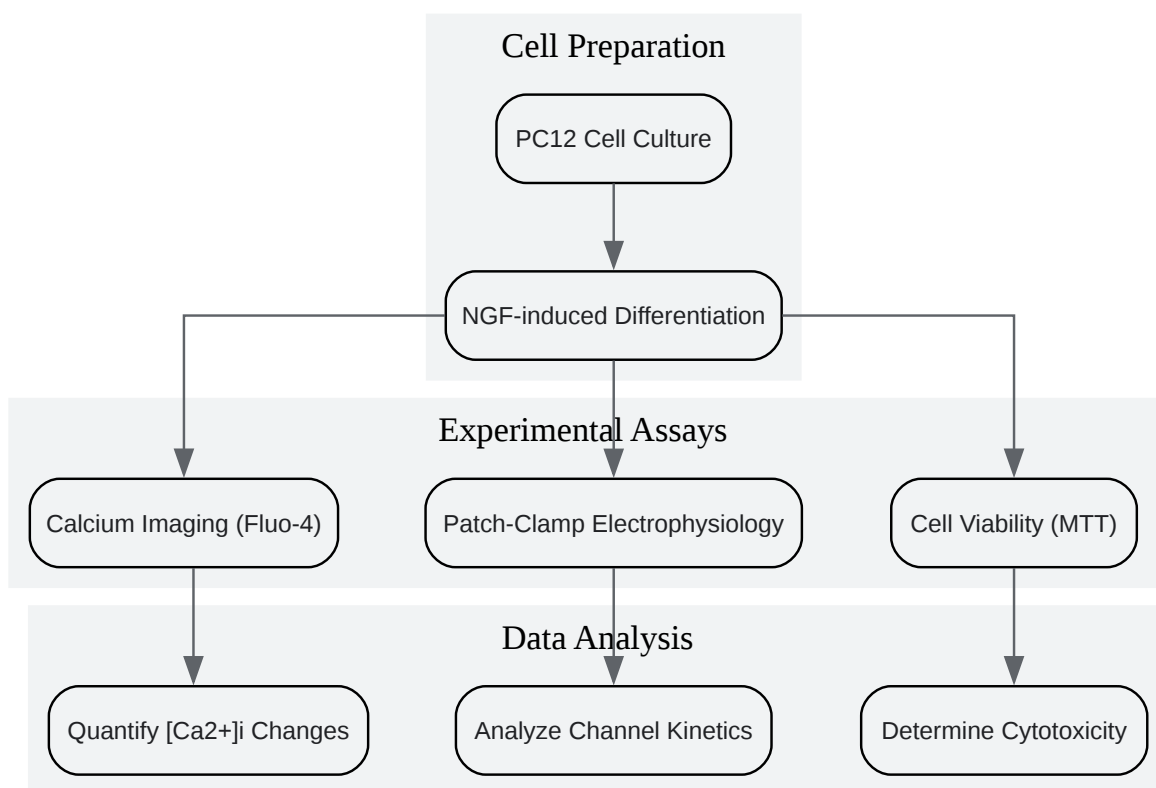 Cell Preparation
PC12 Cell Culture
NGF-induced Differentiation
Experimental Assays
Calcium Imaging (Fluo-4)
Patch-Clamp Electrophysiology
Cell Viability (MTT)
Data Analysis
Quantify [Ca2+]i Changes
Analyze Channel Kinetics
Determine Cytotoxicity